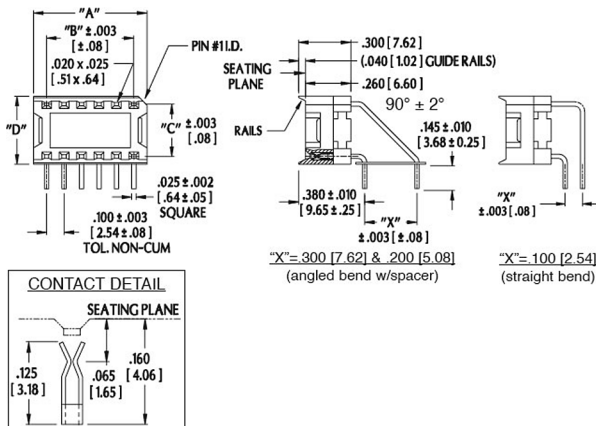 "A"
"B" ±.003
[±.08]
PIN #1 I.D.
.020 x .025
[.51 x .64]
"D"
"C" ±.003
[.08]
.025 ±.002
[.64 ±.05]
SQUARE
.100 ±.003
[2.54 ±.08]
TOL. NON-CUM
.300 [7.62]
(.040 [1.02] GUIDE RAILS)
SEATING
PLANE
.260 [6.60]
90° ± 2°
RAILS
.145 ±.010
[3.68 ±0.25]
.380 ±.010
[9.65 ±.25]
"X"
±.003 [±.08]
"X"
±.003 [.08]
"X"=.300 [7.62] & .200 [5.08]
(angled bend w/spacer)
"X"=.100 [2.54]
(straight bend)
CONTACT DETAIL
SEATING PLANE
.125
[3.18]
.065
[1.65]
.160
[4.06]